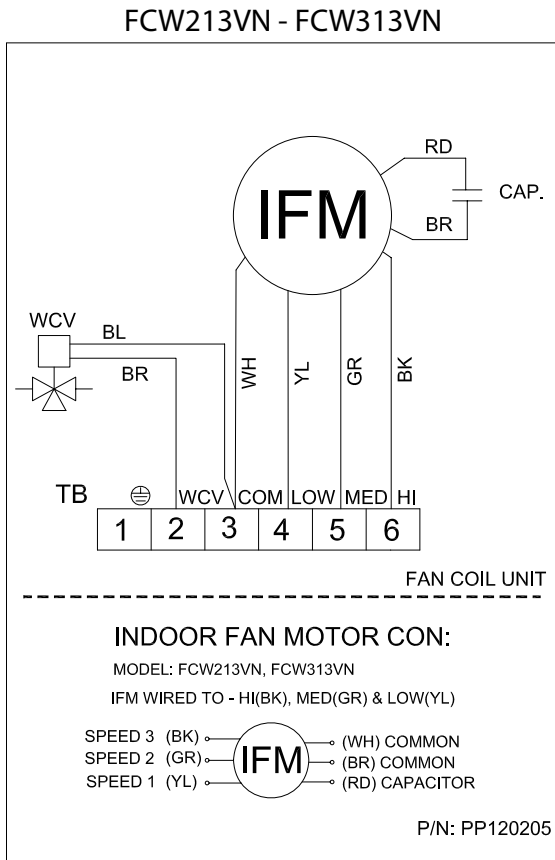 FCW213VN - FCW313VN
RD
IFM
CAP.
BR
WCV
BL
BR
WH
YL
GR
BK
TB
WCV COM LOW MED HI
1 2 3 4 5 6
FAN COIL UNIT
INDOOR FAN MOTOR CON:
MODEL: FCW213VN, FCW313VN
IFM WIRED TO - HI(BK), MED(GR) & LOW(YL)
SPEED 3 (BK)
SPEED 2 (GR)
SPEED 1 (YL)
IFM
(WH) COMMON
(BR) COMMON
(RD) CAPACITOR
P/N: PP120205